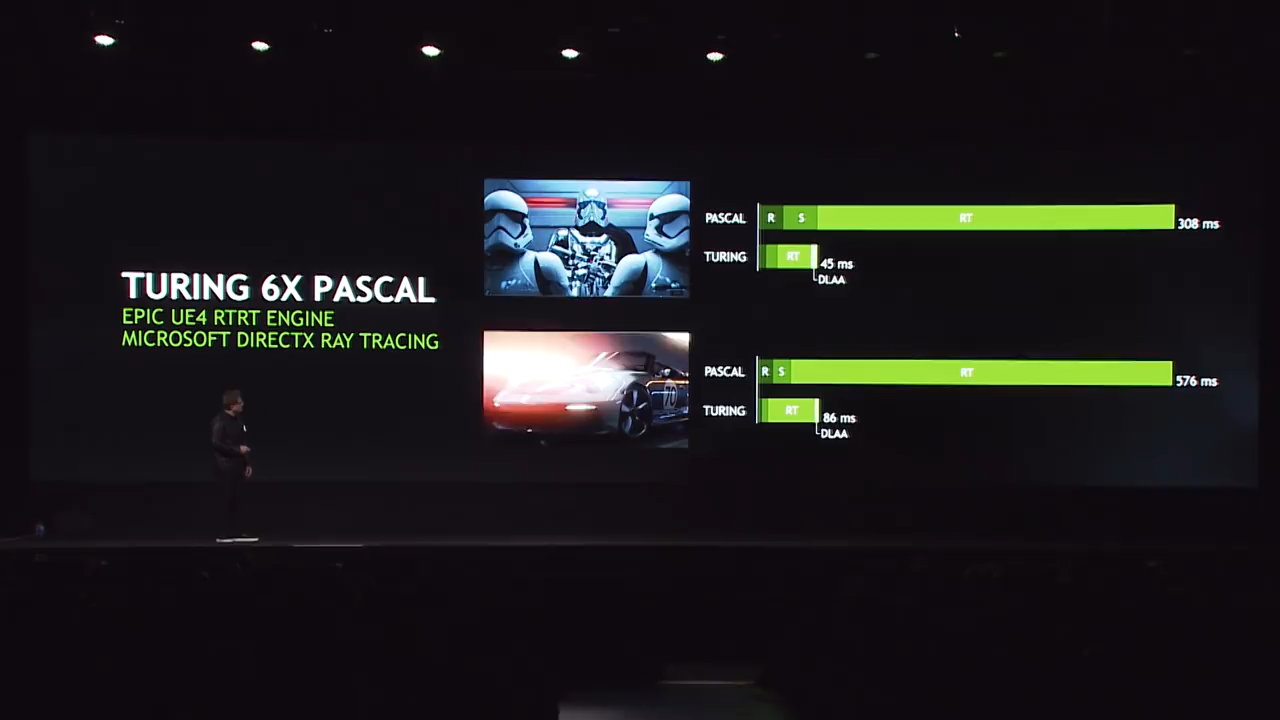 TURING 6X PASCAL
EPIC UE4 RTRT ENGINE
MICROSOFT DIRECTX RAY TRACING
PASCAL R S RT 308 ms
TURING RT 45 ms
DLAA
PASCAL R S RT 576 ms
TURING RT 86 ms
DLAA